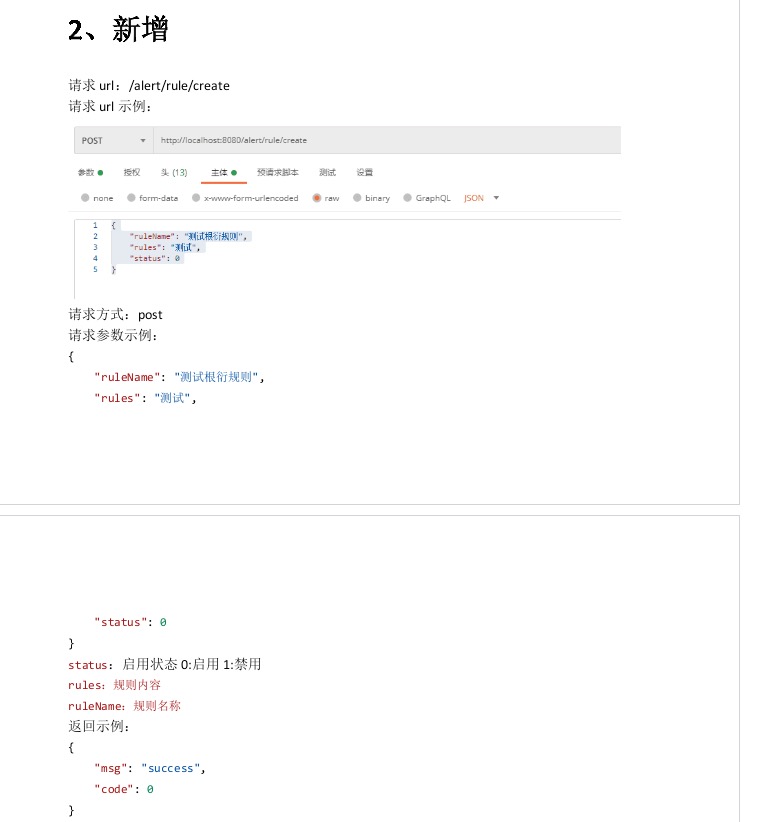 2、新增
请求 url：/alert/rule/create
请求 url 示例：
POST http://localhost:8080/alert/rule/create
参数 授权 头 (13) 主体 预请求脚本 测试 设置
none form-data x-www-form-urlencoded raw binary GraphQL JSON
1 {
2 "ruleName": "测试根衍规则",
3 "rules": "测试",
4 "status": 0
5 }
请求方式：post
请求参数示例：
{
"ruleName": "测试根衍规则",
"rules": "测试",
"status": 0
}
status：启用状态 0:启用 1:禁用
rules：规则内容
ruleName：规则名称
返回示例：
{
"msg": "success",
"code": 0
}